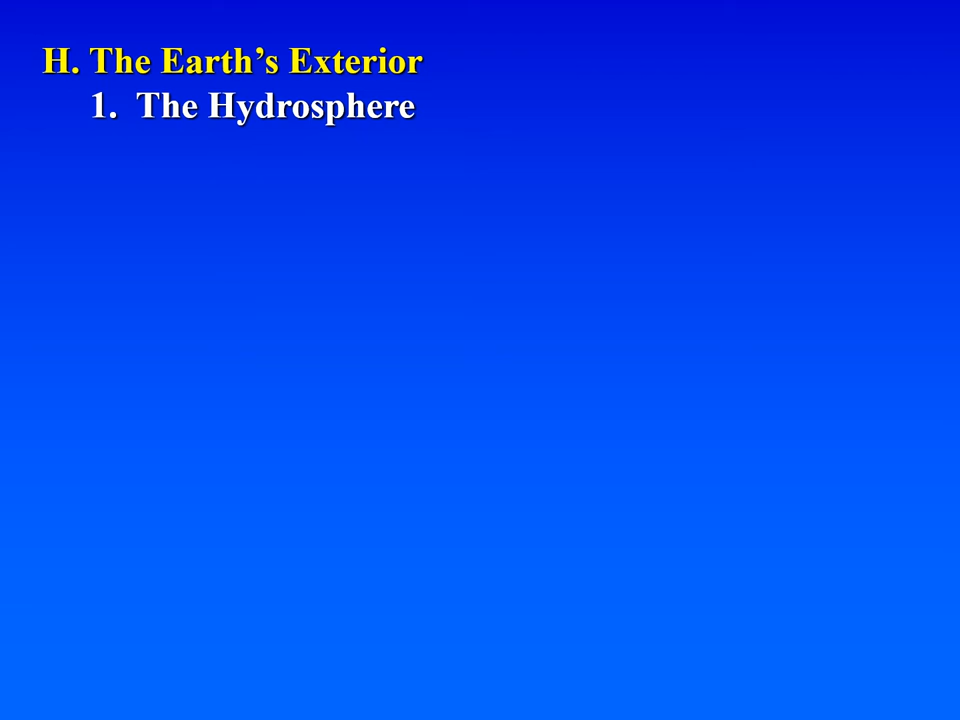 H. The Earth’s Exterior
1. The Hydrosphere